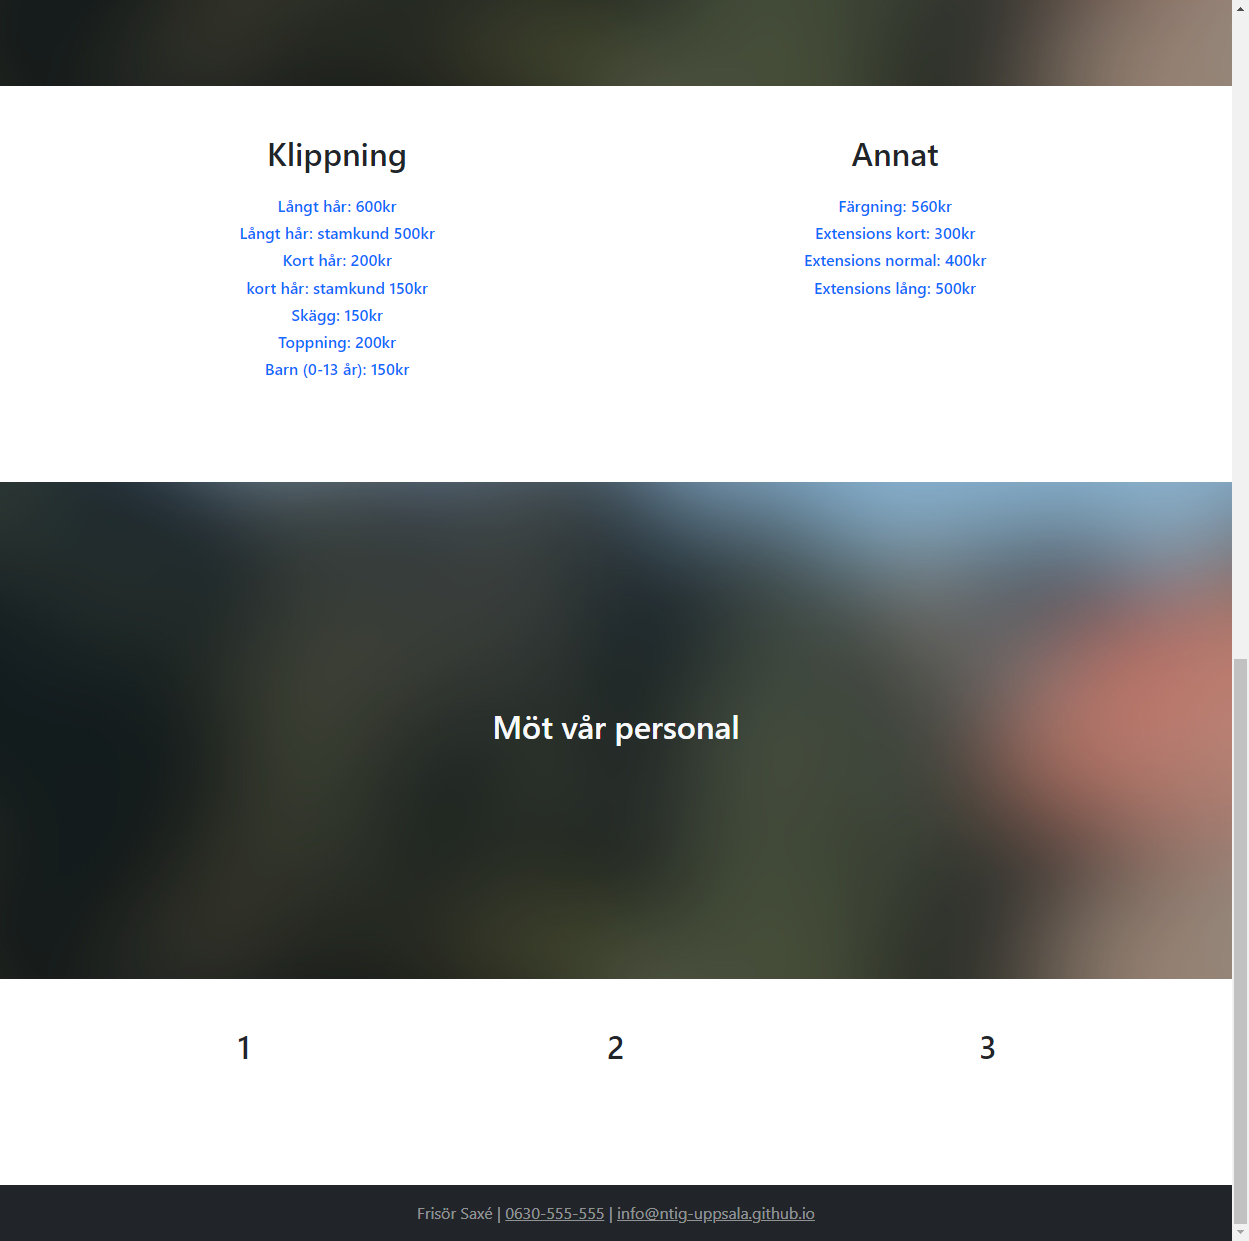 Klippning
Långt hår: 600kr
Långt hår: stamkund 500kr
Kort hår: 200kr
kort hår: stamkund 150kr
Skägg: 150kr
Toppning: 200kr
Barn (0-13 år): 150kr
Annat
Färgning: 560kr
Extensions kort: 300kr
Extensions normal: 400kr
Extensions lång: 500kr
Möt vår personal
1
2
3
Frisör Saxé | 0630-555-555 | info@ntig-uppsala.github.io